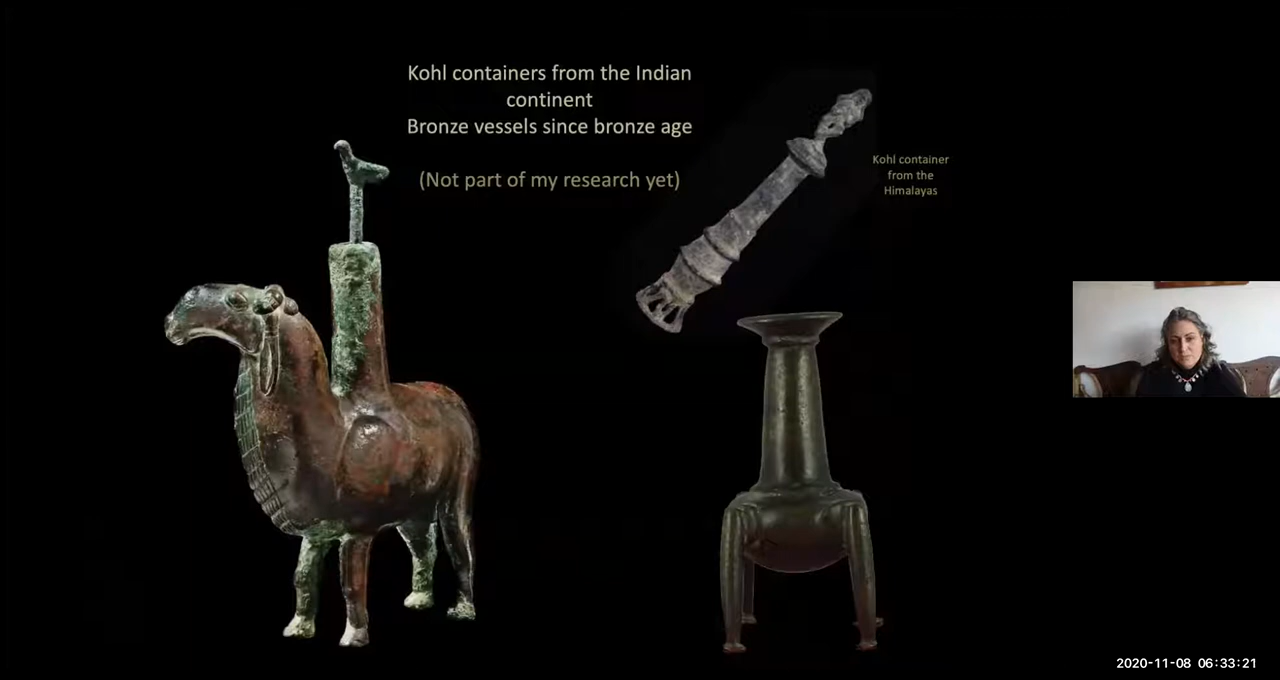 Kohl containers from the Indian
continent
Bronze vessels since bronze age
(Not part of my research yet)
Kohl container
from the
Himalayas
2020-11-08 06:33:21